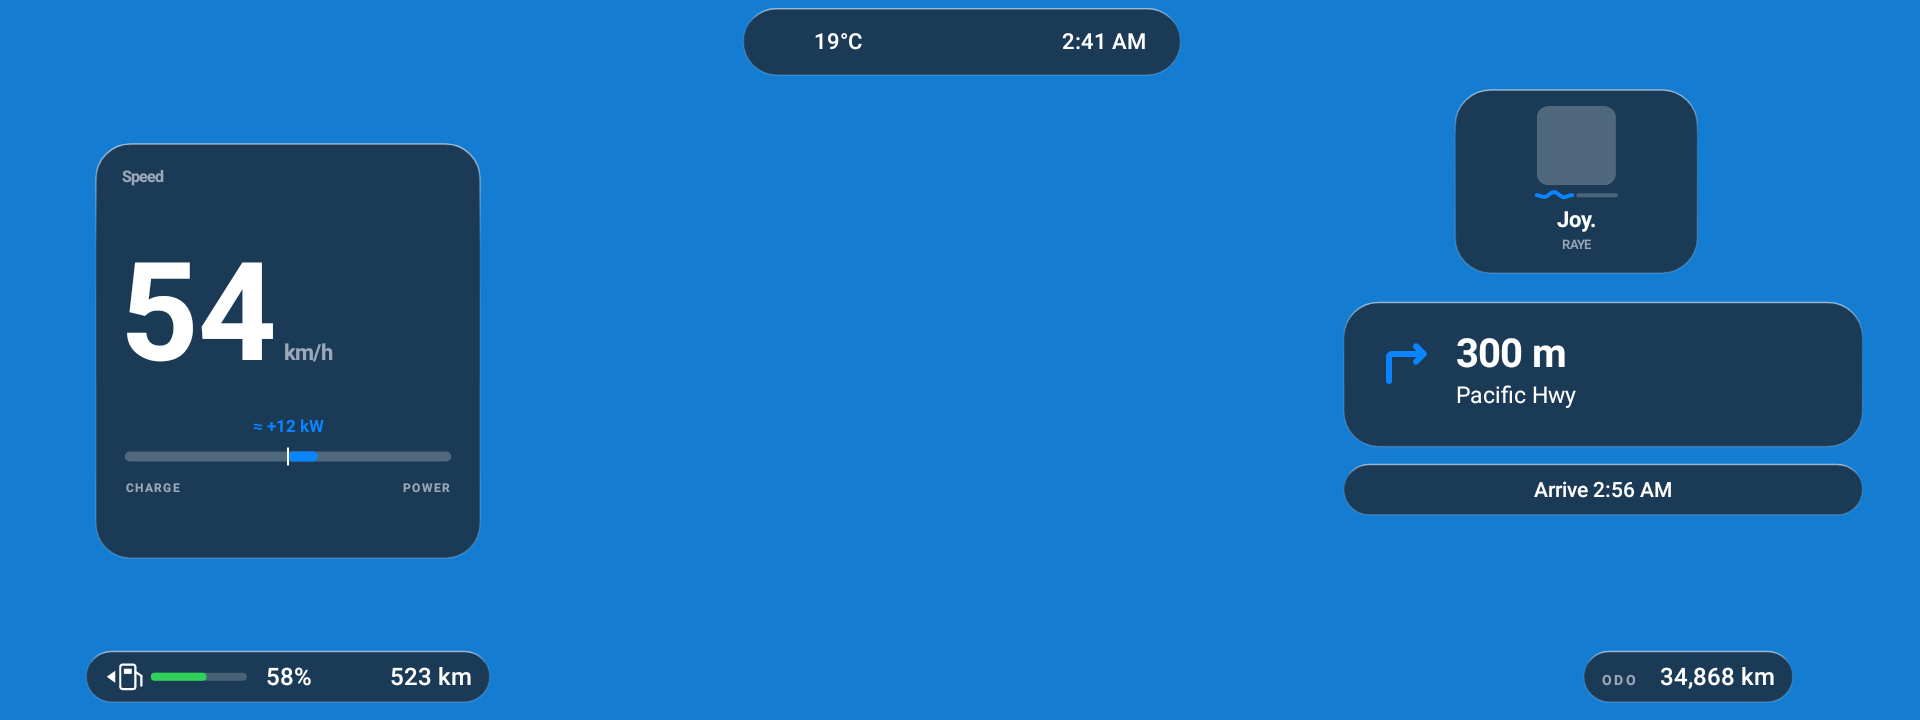 19°C
2:41 AM
Speed
54 km/h
≈ +12 kW
CHARGE
POWER
Joy.
RAYE
300 m
Pacific Hwy
Arrive 2:56 AM
58%
523 km
ODO
34,868 km